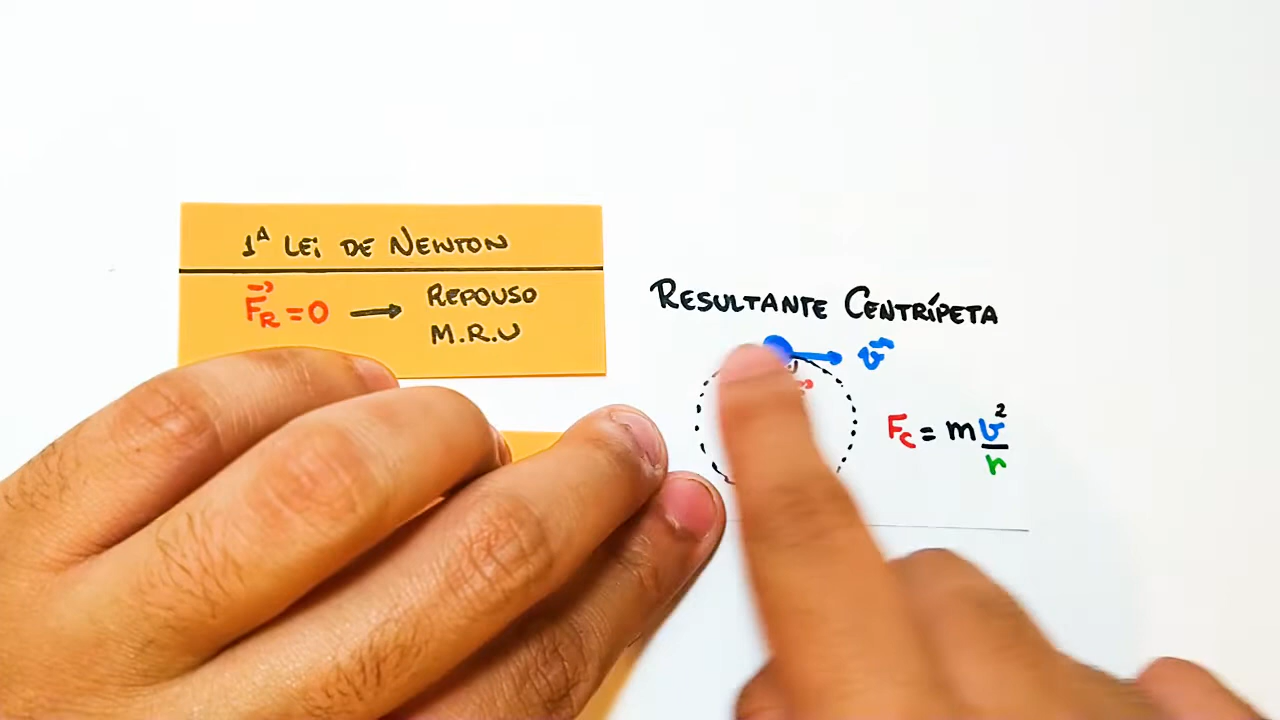 1ª Lei de Newton
F⃗R = 0 → Repouso
M.R.U
Resultante Centrípeta
v⃗
Fc = m v²/r